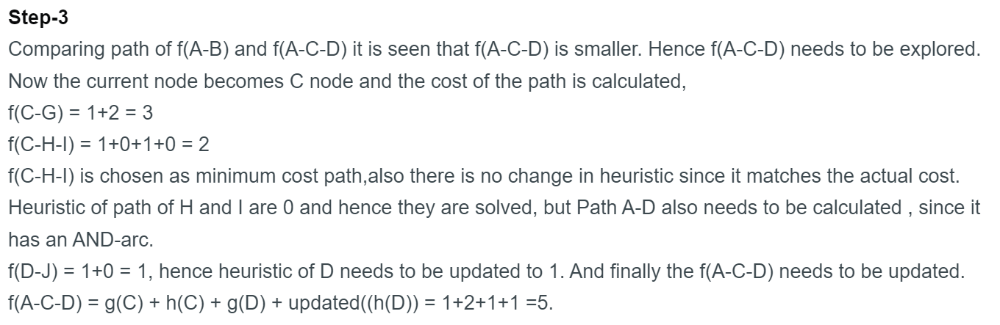 Step-3
Comparing path of f(A-B) and f(A-C-D) it is seen that f(A-C-D) is smaller. Hence f(A-C-D) needs to be explored.
Now the current node becomes C node and the cost of the path is calculated,
f(C-G) = 1+2 = 3
f(C-H-I) = 1+0+1+0 = 2
f(C-H-I) is chosen as minimum cost path,also there is no change in heuristic since it matches the actual cost.
Heuristic of path of H and I are 0 and hence they are solved, but Path A-D also needs to be calculated , since it
has an AND-arc.
f(D-J) = 1+0 = 1, hence heuristic of D needs to be updated to 1. And finally the f(A-C-D) needs to be updated.
f(A-C-D) = g(C) + h(C) + g(D) + updated((h(D)) = 1+2+1+1 =5.